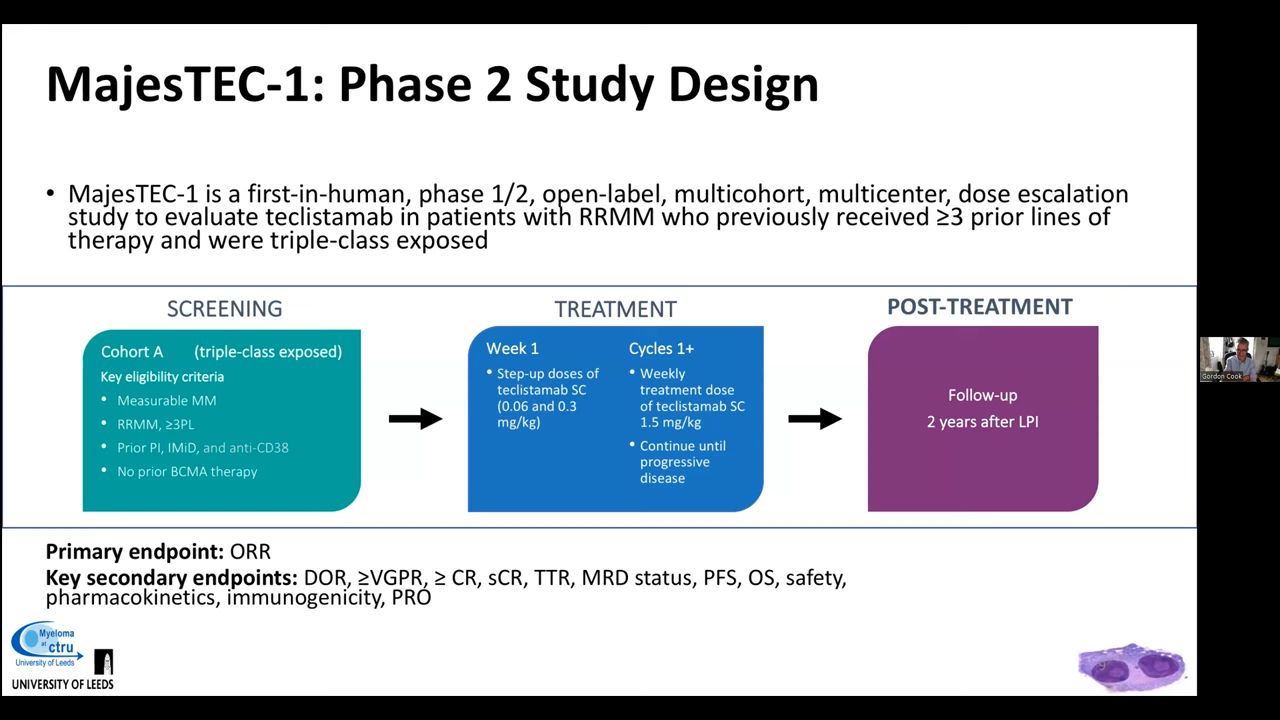 MajesTEC-1: Phase 2 Study Design
• MajesTEC-1 is a first-in-human, phase 1/2, open-label, multicohort, multicenter, dose escalation
study to evaluate teclistamab in patients with RRMM who previously received ≥3 prior lines of
therapy and were triple-class exposed
SCREENING
Cohort A (triple-class exposed)
Key eligibility criteria
• Measurable MM
• RRMM, ≥3PL
• Prior PI, IMiD, and anti-CD38
• No prior BCMA therapy
TREATMENT
Week 1
• Step-up doses of
teclistamab SC
(0.06 and 0.3
mg/kg)
Cycles 1+
• Weekly
treatment dose
of teclistamab SC
1.5 mg/kg
• Continue until
progressive
disease
POST-TREATMENT
Follow-up
2 years after LPI
Primary endpoint: ORR
Key secondary endpoints: DOR, ≥VGPR, ≥ CR, sCR, TTR, MRD status, PFS, OS, safety,
pharmacokinetics, immunogenicity, PRO
Myeloma
at ctru
University of Leeds
UNIVERSITY OF LEEDS
9
Gordon Cook